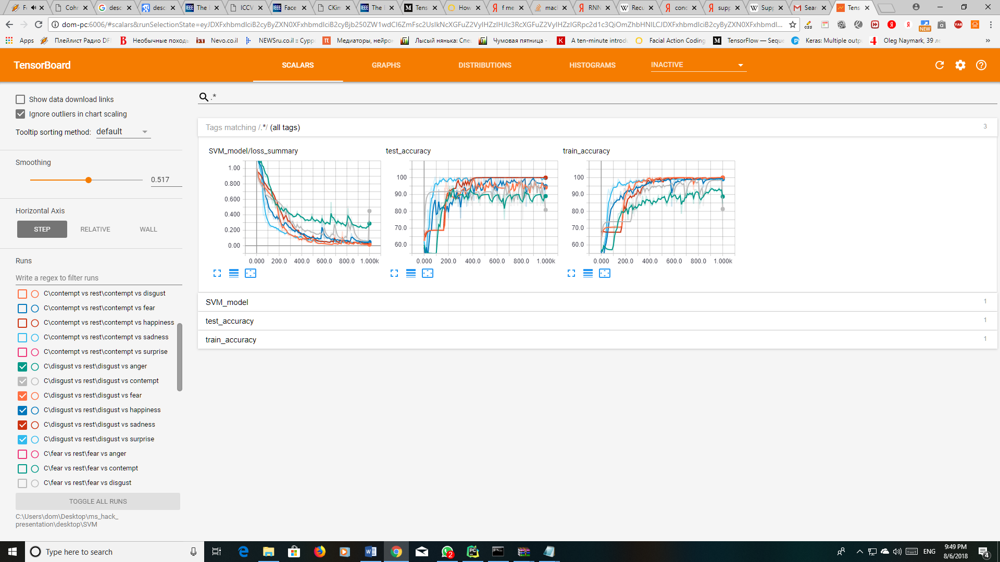 Cohr
desc
desc
The I
ICCV
Face
CKim
The I
Tens
How
f me
macl
RNN
Recu
conc
supp
Supp
Sear
Tens
dom-pc:6006/#scalars&runSelectionState=
Apps
Плейлист Радио DF
Необычные походы
Nevo.co.il
NEWSru.co.il :: Сурро
Медиаторы, нейрон
Лысый нянька: Спец
Чумовая пятница -
A ten-minute introdu
Facial Action Coding
TensorFlow — Seque
Keras: Multiple outp
Oleg Naymark, 39 ле
TensorBoard
SCALARS
GRAPHS
DISTRIBUTIONS
HISTOGRAMS
INACTIVE
Show data download links
Ignore outliers in chart scaling
Tooltip sorting method: default
Smoothing
0.517
Horizontal Axis
STEP RELATIVE WALL
Runs
Write a regex to filter runs
C\contempt vs rest\contempt vs disgust
C\contempt vs rest\contempt vs fear
C\contempt vs rest\contempt vs happiness
C\contempt vs rest\contempt vs sadness
C\contempt vs rest\contempt vs surprise
C\disgust vs rest\disgust vs anger
C\disgust vs rest\disgust vs contempt
C\disgust vs rest\disgust vs fear
C\disgust vs rest\disgust vs happiness
C\disgust vs rest\disgust vs sadness
C\disgust vs rest\disgust vs surprise
C\fear vs rest\fear vs anger
C\fear vs rest\fear vs contempt
C\fear vs rest\fear vs disgust
TOGGLE ALL RUNS
C:\Users\dom\Desktop\ms_hack_
presentation\desktop\SVM
.*
Tags matching /.*/ (all tags) 3
SVM_model/loss_summary
1.00
0.800
0.600
0.400
0.200
0.00
0.000 200.0 400.0 600.0 800.0 1.000k
test_accuracy
100
90.0
80.0
70.0
60.0
0.000 200.0 400.0 600.0 800.0 1.000k
train_accuracy
100
90.0
80.0
70.0
60.0
0.000 200.0 400.0 600.0 800.0 1.000k
SVM_model 1
test_accuracy 1
train_accuracy 1
Type here to search
ENG
9:49 PM
8/6/2018